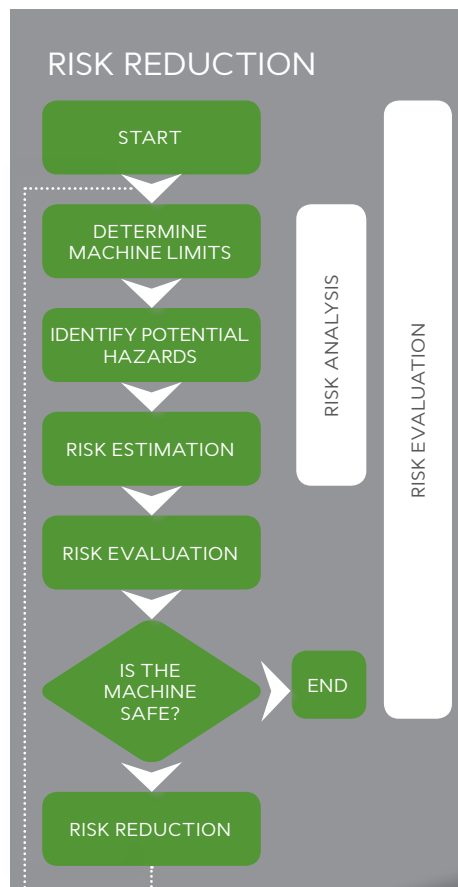 RISK REDUCTION
START
DETERMINE
MACHINE LIMITS
IDENTIFY POTENTIAL
HAZARDS
RISK ESTIMATION
RISK EVALUATION
IS THE
MACHINE
SAFE?
END
RISK REDUCTION
RISK ANALYSIS
RISK EVALUATION